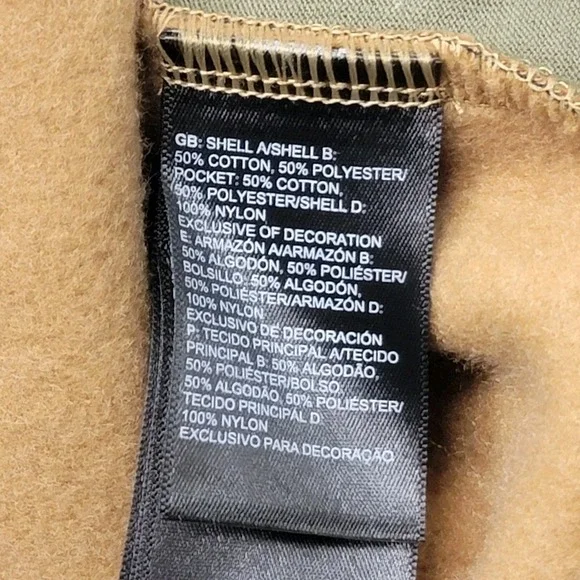 GB: SHELL A/SHELL B:
50% COTTON, 50% POLYESTER/
POCKET: 50% COTTON,
50% POLYESTER/SHELL D:
100% NYLON
EXCLUSIVE OF DECORATION
E: ARMAZÓN A/ARMAZÓN B:
50% ALGODÓN, 50% POLIÉSTER/
BOLSILLO: 50% ALGODÓN,
50% POLIÉSTER/ARMAZÓN D:
100% NYLON
EXCLUSIVO DE DECORACIÓN
P: TECIDO PRINCIPAL A/TECIDO
PRINCIPAL B: 50% ALGODÃO,
50% POLIÉSTER/BOLSO,
50% ALGODÃO, 50% POLIÉSTER/
TECIDO PRINCIPAL D:
100% NYLON
EXCLUSIVO PARA DECORAÇÃO